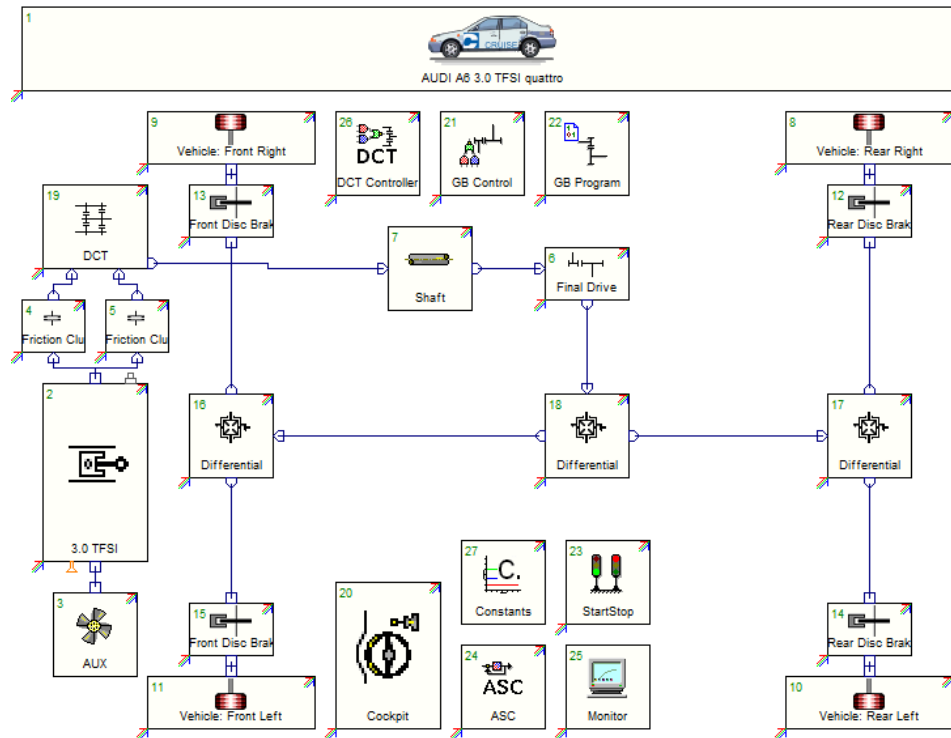 1
CRUISE
AUDI A6 3.0 TFSI quattro
9
Vehicle: Front Right
26
DCT
DCT Controller
21
GB Control
22
GB Program
8
Vehicle: Rear Right
19
DCT
13
Front Disc Brak
7
Shaft
6
Final Drive
12
Rear Disc Brak
4
Friction Clu
5
Friction Clu
2
3.0 TFSI
16
Differential
18
Differential
17
Differential
3
AUX
15
Front Disc Brak
20
Cockpit
27
C.
Constants
23
StartStop
14
Rear Disc Brak
11
Vehicle: Front Left
24
ASC
ASC
25
Monitor
10
Vehicle: Rear Left